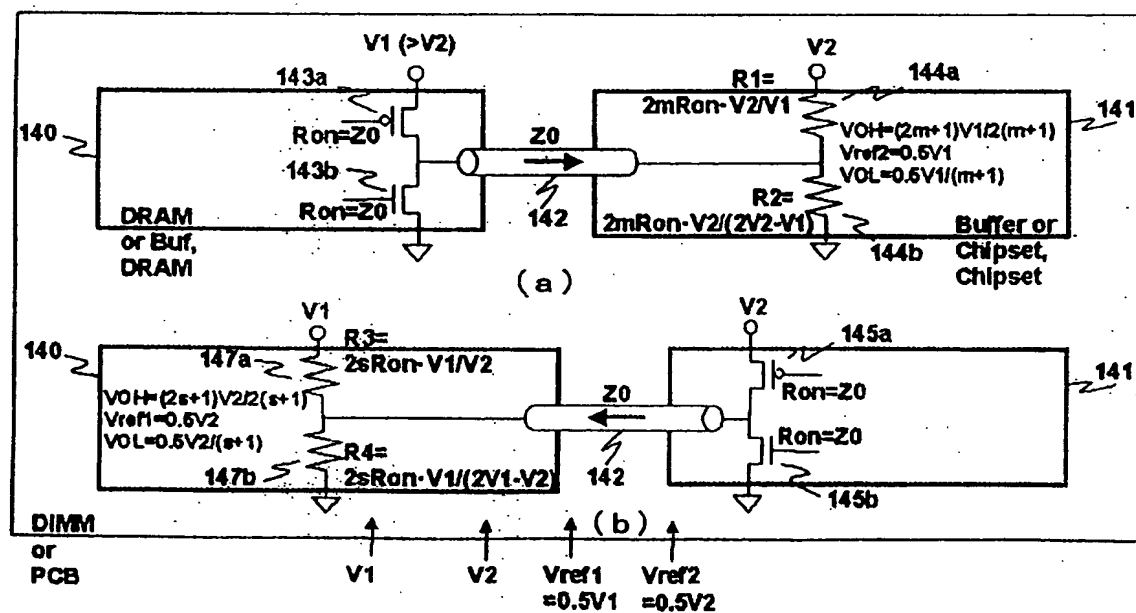 V1 (>V2)
V2
143a
R1=
2mRon·V2/V1
144a
140
Ron=Z0
Z0
VOH=(2m+1)V1/2(m+1)
Vref2=0.5V1
VOL=0.5V1/(m+1)
141
143b
Ron=Z0
142
R2=
2mRon·V2/(2V2-V1)
DRAM
or Buf,
DRAM
144b
Buffer or
Chipset,
Chipset
(a)
V1
V2
140
147a
R3=
2sRon·V1/V2
145a
141
VOH=(2s+1)V2/2(s+1)
Vref1=0.5V2
VOL=0.5V2/(s+1)
Z0
Ron=Z0
Ron=Z0
147b
R4=
2sRon·V1/(2V1-V2)
142
145b
(b)
DIMM
or
PCB
V1
V2
Vref1
=0.5V1
Vref2
=0.5V2